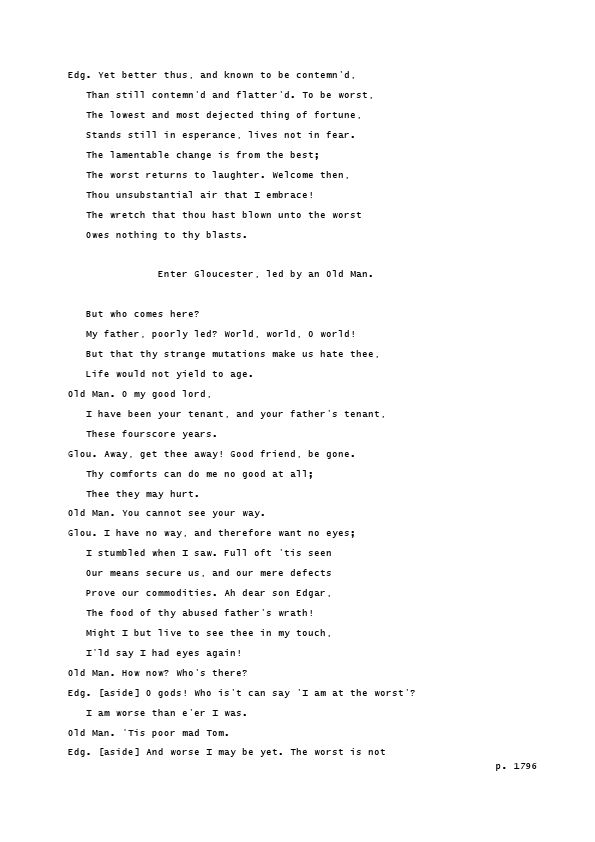 Edg. Yet better thus, and known to be contemn'd,
Than still contemn'd and flatter'd. To be worst,
The lowest and most dejected thing of fortune,
Stands still in esperance, lives not in fear.
The lamentable change is from the best;
The worst returns to laughter. Welcome then,
Thou unsubstantial air that I embrace!
The wretch that thou hast blown unto the worst
Owes nothing to thy blasts.
Enter Gloucester, led by an Old Man.
But who comes here?
My father, poorly led? World, world, O world!
But that thy strange mutations make us hate thee,
Life would not yield to age.
Old Man. O my good lord,
I have been your tenant, and your father's tenant,
These fourscore years.
Glou. Away, get thee away! Good friend, be gone.
Thy comforts can do me no good at all;
Thee they may hurt.
Old Man. You cannot see your way.
Glou. I have no way, and therefore want no eyes;
I stumbled when I saw. Full oft 'tis seen
Our means secure us, and our mere defects
Prove our commodities. Ah dear son Edgar,
The food of thy abused father's wrath!
Might I but live to see thee in my touch,
I'ld say I had eyes again!
Old Man. How now? Who's there?
Edg. [aside] O gods! Who is't can say 'I am at the worst'?
I am worse than e'er I was.
Old Man. 'Tis poor mad Tom.
Edg. [aside] And worse I may be yet. The worst is not
p. 1796